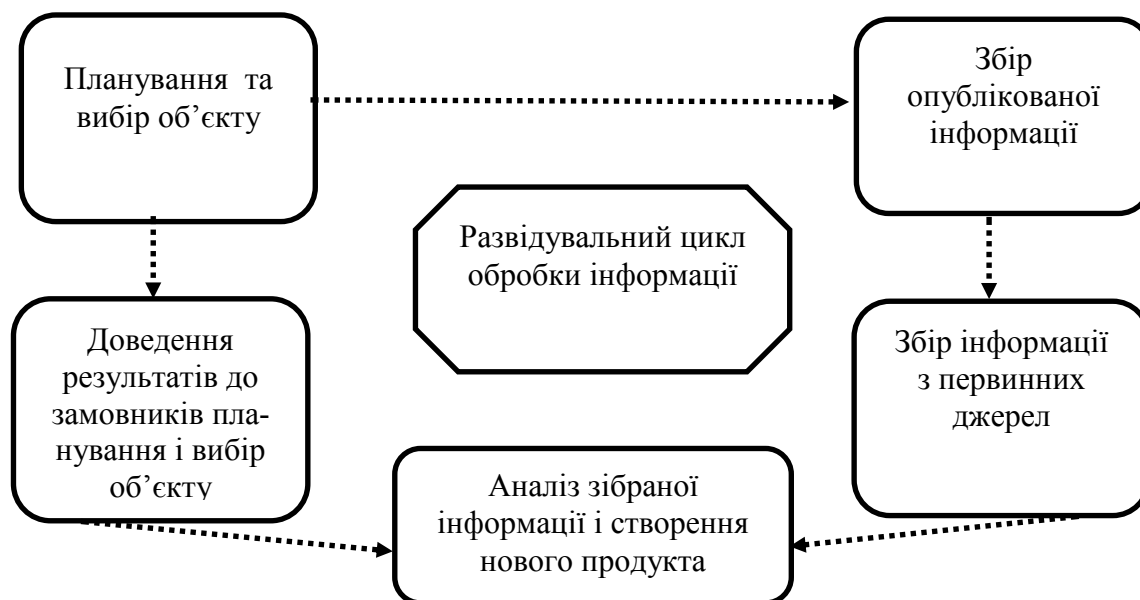 Планування та
вибір об’єкту
Збір
опублікованої
інформації
Развідувальний цикл
обробки інформації
Доведення
результатів до
замовників пла-
нування і вибір
об’єкту
Збір інформації
з первинних
джерел
Аналіз зібраної
інформації і створення
нового продукта